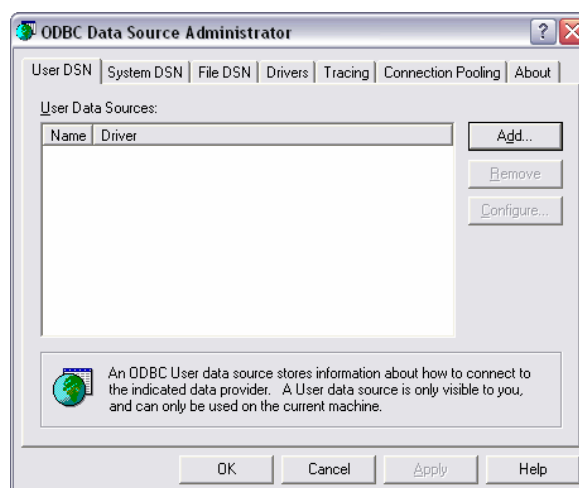 ODBC Data Source Administrator
?
User DSN System DSN File DSN Drivers Tracing Connection Pooling About
User Data Sources:
Name Driver
Add...
Remove
Configure...
An ODBC User data source stores information about how to connect to
the indicated data provider. A User data source is only visible to you,
and can only be used on the current machine.
OK Cancel Apply Help